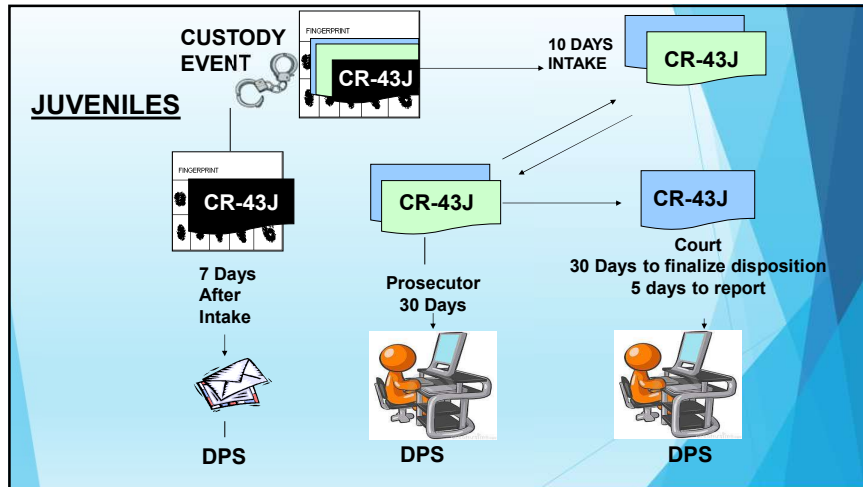 CUSTODY
EVENT
FINGERPRINT
CR-43J
10 DAYS
INTAKE
CR-43J
JUVENILES
FINGERPRINT
CR-43J
CR-43J
CR-43J
7 Days
After
Intake
Prosecutor
30 Days
Court
30 Days to finalize disposition
5 days to report
DPS
DPS
DPS